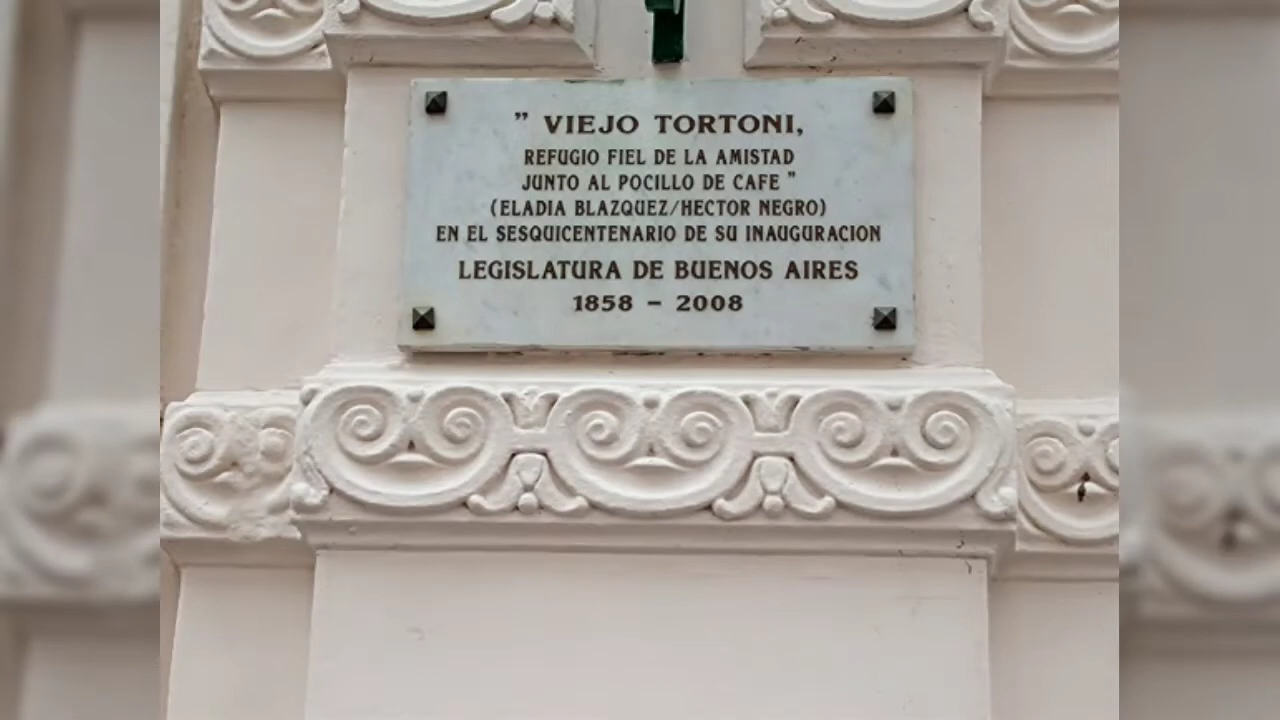 ” VIEJO TORTONI,
REFUGIO FIEL DE LA AMISTAD
JUNTO AL POCILLO DE CAFE ”
(ELADIA BLAZQUEZ/HECTOR NEGRO)
EN EL SESQUICENTENARIO DE SU INAUGURACION
LEGISLATURA DE BUENOS AIRES
1858 – 2008